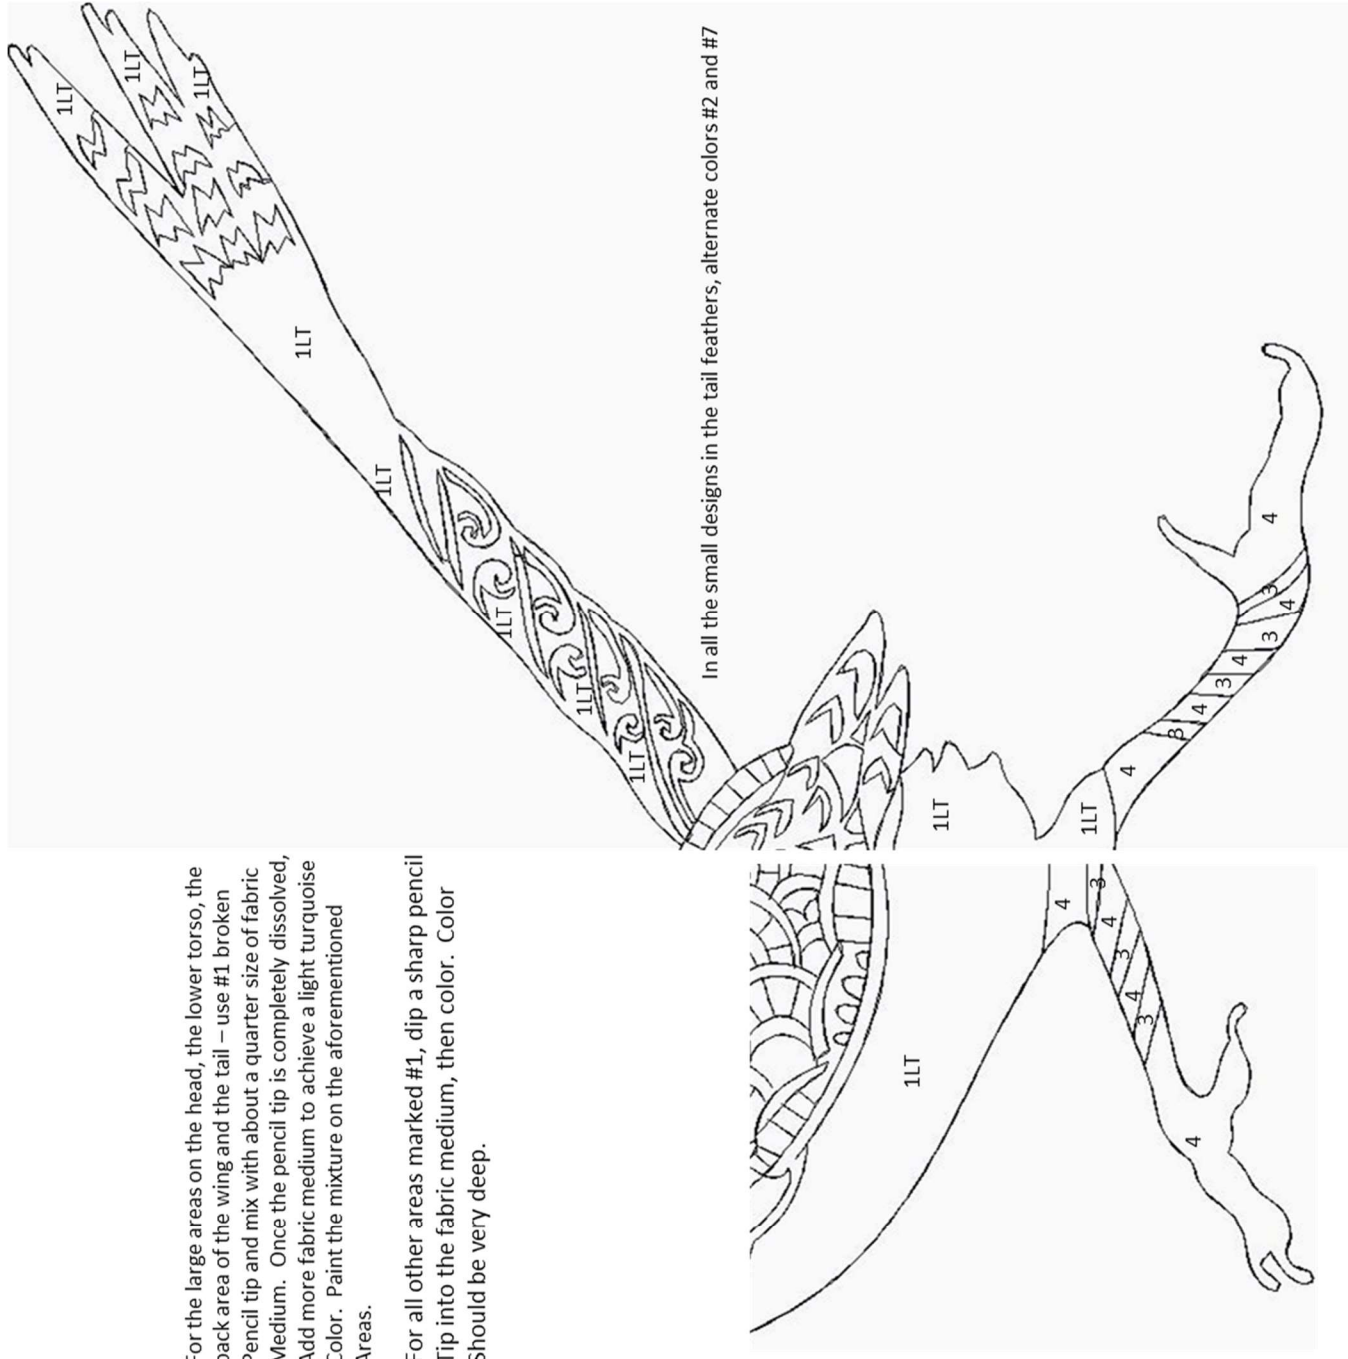 For the large areas on the head, the lower torso, the
back area of the wing and the tail – use #1 broken
Pencil tip and mix with about a quarter size of fabric
Medium.  Once the pencil tip is completely dissolved,
Add more fabric medium to achieve a light turquoise
Color.  Paint the mixture on the aforementioned
Areas.
For all other areas marked #1, dip a sharp pencil
Tip into the fabric medium, then color.  Color
Should be very deep.
In all the small designs in the tail feathers, alternate colors #2 and #7
1LT
1LT
1LT
1LT
1LT
1LT
1LT
1LT
1LT
1LT
4
3
4
3
4
3
4
3
4
1LT
4
3
4
3
4
3
4